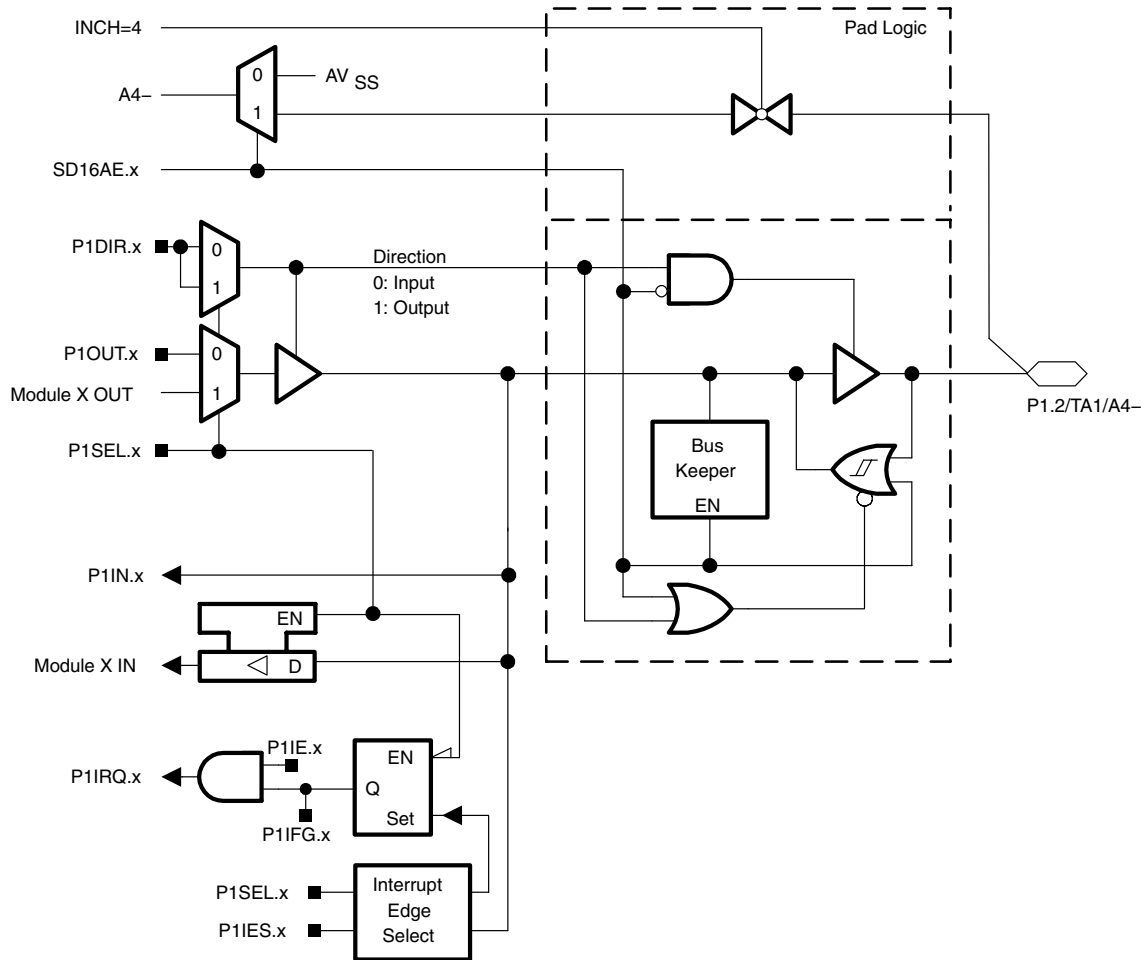 INCH=4
Pad Logic
0
AV SS
A4−
1
SD16AE.x
P1DIR.x
0
1
Direction
0: Input
1: Output
P1OUT.x
0
Module X OUT
1
P1.2/TA1/A4−
P1SEL.x
Bus
Keeper
EN
P1IN.x
EN
Module X IN
D
P1IE.x
EN
P1IRQ.x
Q
Set
P1IFG.x
P1SEL.x
Interrupt
Edge
Select
P1IES.x